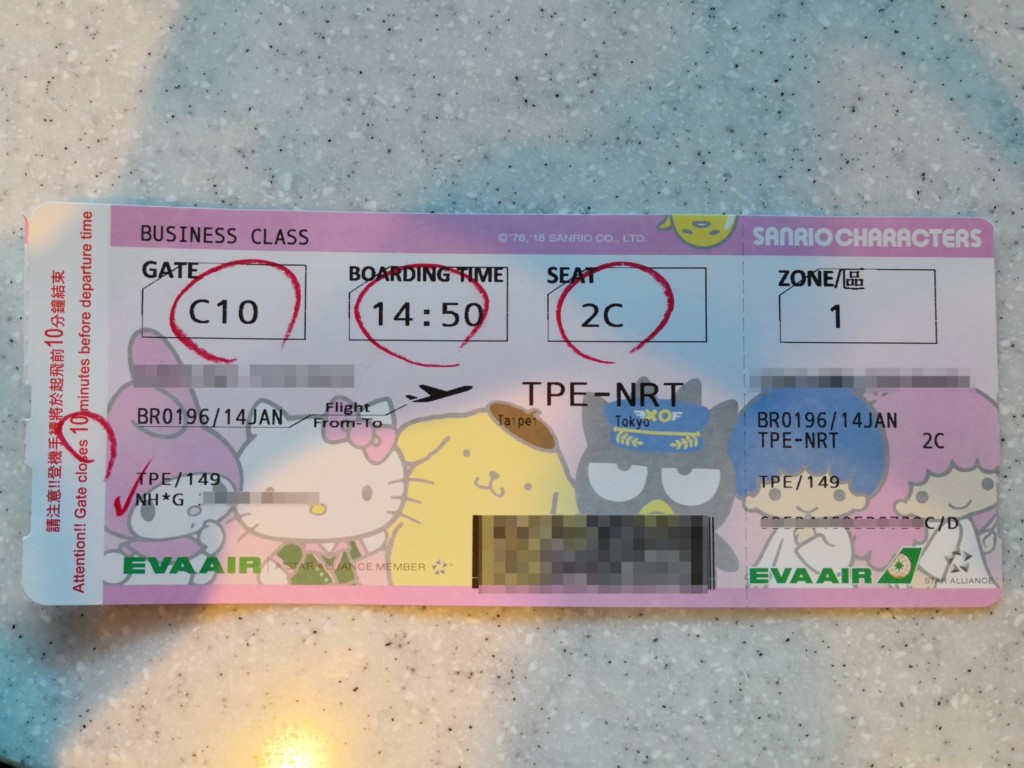 請注意!!登機手續將於起飛前10分鐘結束
Attention!! Gate closes 10 minutes before departure time
BUSINESS CLASS
©'76,'18 SANRIO CO., LTD.
SANRIO CHARACTERS
GATE
C10
BOARDING TIME
14:50
SEAT
2C
ZONE/區
1
BR0196/14JAN
Flight
From-To
TPE-NRT
Taipei
Tokyo
XO
TPE/149
NH*G
EVA AIR
A STAR ALLIANCE MEMBER
BR0196/14JAN
TPE-NRT 2C
TPE/149
C/D
EVA AIR
STAR ALLIANCE